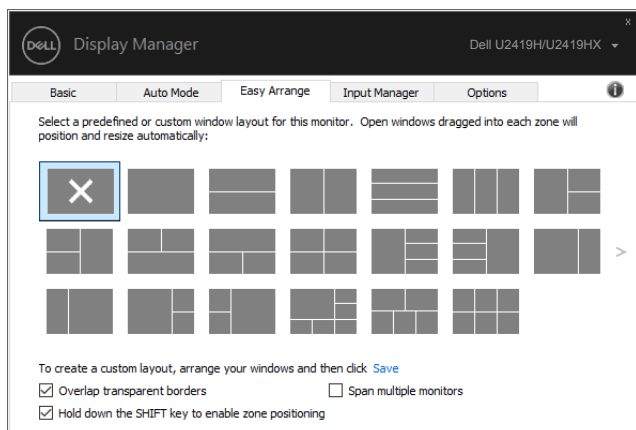 DELL Display Manager Dell U2419H/U2419HX
x
Basic Auto Mode Easy Arrange Input Manager Options i
Select a predefined or custom window layout for this monitor. Open windows dragged into each zone will
position and resize automatically:
To create a custom layout, arrange your windows and then click Save
Overlap transparent borders Span multiple monitors
Hold down the SHIFT key to enable zone positioning